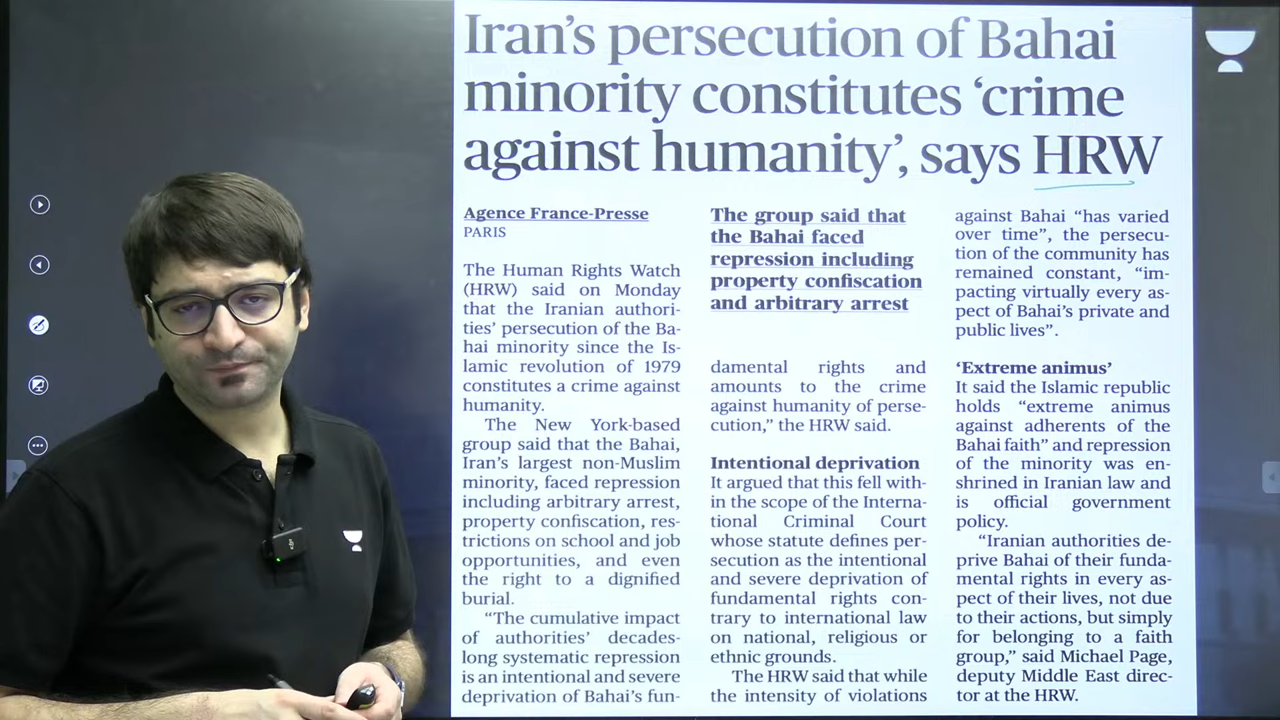 Iran’s persecution of Bahai
minority constitutes ‘crime
against humanity’, says HRW
Agence France-Presse
PARIS
The Human Rights Watch
(HRW) said on Monday
that the Iranian authori-
ties’ persecution of the Ba-
hai minority since the Is-
lamic revolution of 1979
constitutes a crime against
humanity.
The New York-based
group said that the Bahai,
Iran’s largest non-Muslim
minority, faced repression
including arbitrary arrest,
property confiscation, res-
trictions on school and job
opportunities, and even
the right to a dignified
burial.
“The cumulative impact
of authorities’ decades-
long systematic repression
is an intentional and severe
deprivation of Bahai’s fun-
The group said that
the Bahai faced
repression including
property confiscation
and arbitrary arrest
damental rights and
amounts to the crime
against humanity of perse-
cution,” the HRW said.
Intentional deprivation
It argued that this fell with-
in the scope of the Interna-
tional Criminal Court
whose statute defines per-
secution as the intentional
and severe deprivation of
fundamental rights con-
trary to international law
on national, religious or
ethnic grounds.
The HRW said that while
the intensity of violations
against Bahai “has varied
over time”, the persecu-
tion of the community has
remained constant, “im-
pacting virtually every as-
pect of Bahai’s private and
public lives”.
‘Extreme animus’
It said the Islamic republic
holds “extreme animus
against adherents of the
Bahai faith” and repression
of the minority was en-
shrined in Iranian law and
is official government
policy.
“Iranian authorities de-
prive Bahai of their funda-
mental rights in every as-
pect of their lives, not due
to their actions, but simply
for belonging to a faith
group,” said Michael Page,
deputy Middle East direc-
tor at the HRW.